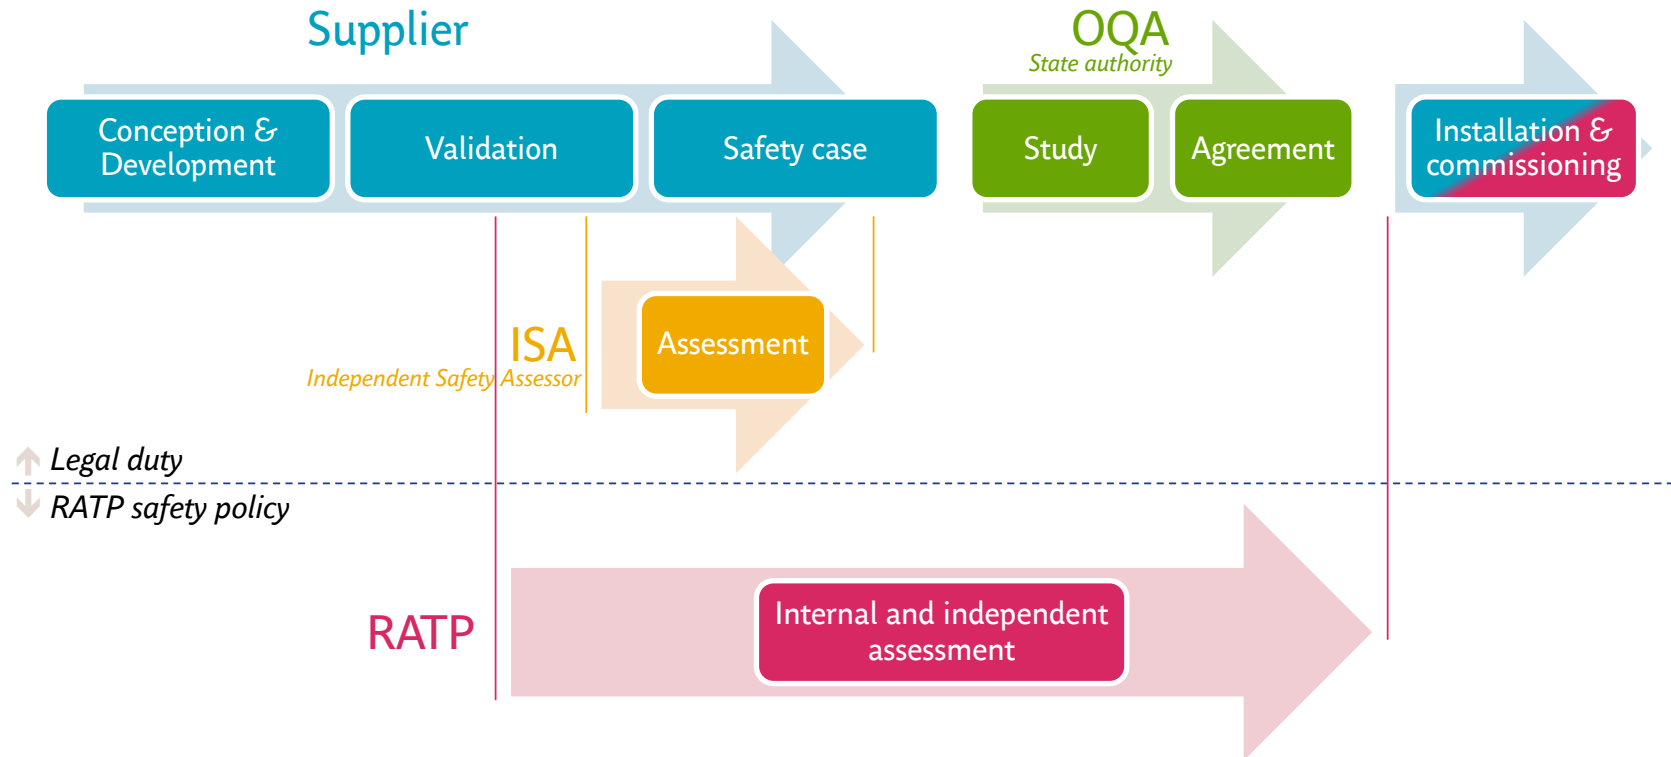 Supplier
OQA
State authority
Conception &
Development
Validation
Safety case
Study
Agreement
Installation &
commissioning
ISA
Independent Safety Assessor
Assessment
Legal duty
RATP safety policy
RATP
Internal and independent
assessment